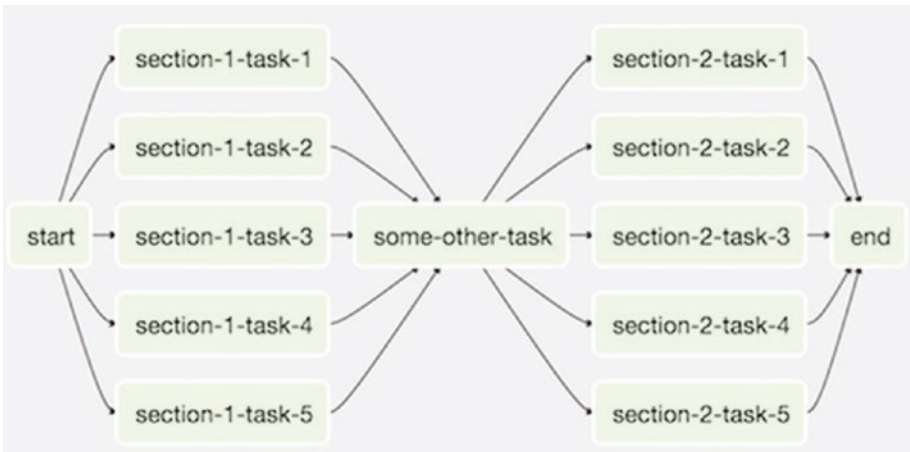 section-1-task-1
section-2-task-1
section-1-task-2
section-2-task-2
start
section-1-task-3
some-other-task
section-2-task-3
end
section-1-task-4
section-2-task-4
section-1-task-5
section-2-task-5